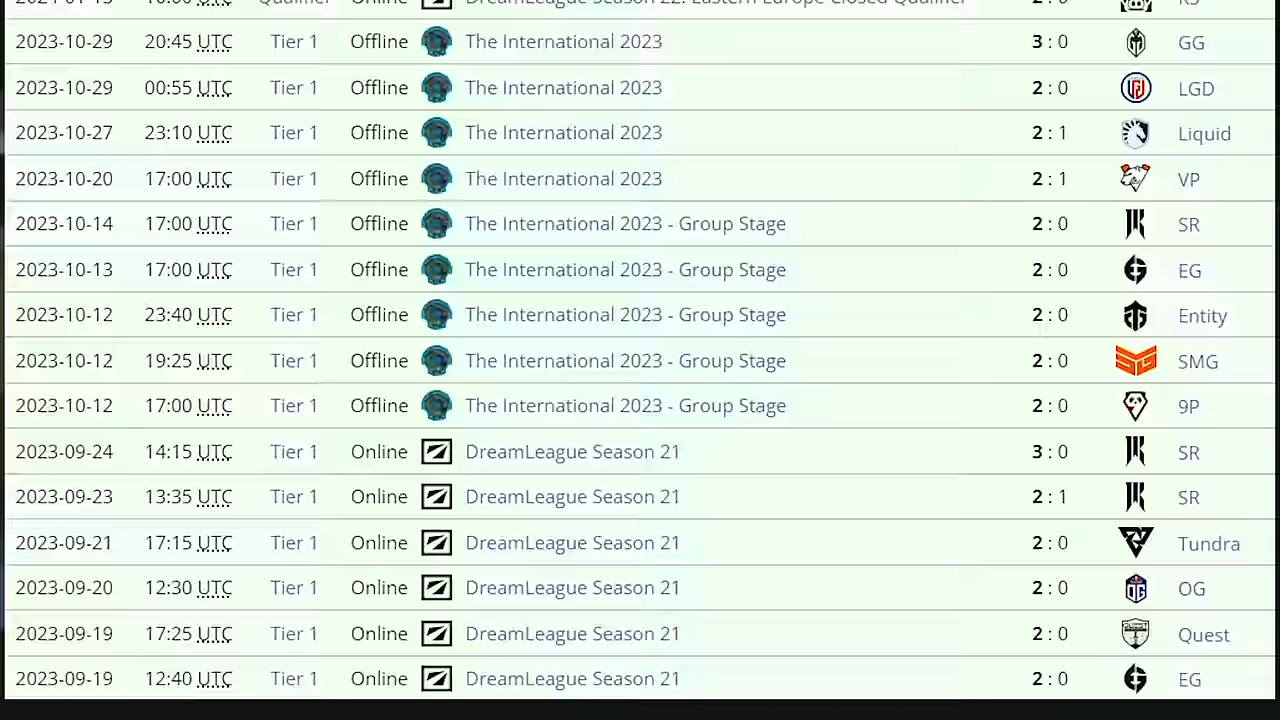 2023-10-29 20:45 UTC Tier 1 Offline The International 2023 3 : 0 GG
2023-10-29 00:55 UTC Tier 1 Offline The International 2023 2 : 0 LGD
2023-10-27 23:10 UTC Tier 1 Offline The International 2023 2 : 1 Liquid
2023-10-20 17:00 UTC Tier 1 Offline The International 2023 2 : 1 VP
2023-10-14 17:00 UTC Tier 1 Offline The International 2023 - Group Stage 2 : 0 SR
2023-10-13 17:00 UTC Tier 1 Offline The International 2023 - Group Stage 2 : 0 EG
2023-10-12 23:40 UTC Tier 1 Offline The International 2023 - Group Stage 2 : 0 Entity
2023-10-12 19:25 UTC Tier 1 Offline The International 2023 - Group Stage 2 : 0 SMG
2023-10-12 17:00 UTC Tier 1 Offline The International 2023 - Group Stage 2 : 0 9P
2023-09-24 14:15 UTC Tier 1 Online DreamLeague Season 21 3 : 0 SR
2023-09-23 13:35 UTC Tier 1 Online DreamLeague Season 21 2 : 1 SR
2023-09-21 17:15 UTC Tier 1 Online DreamLeague Season 21 2 : 0 Tundra
2023-09-20 12:30 UTC Tier 1 Online DreamLeague Season 21 2 : 0 OG
2023-09-19 17:25 UTC Tier 1 Online DreamLeague Season 21 2 : 0 Quest
2023-09-19 12:40 UTC Tier 1 Online DreamLeague Season 21 2 : 0 EG